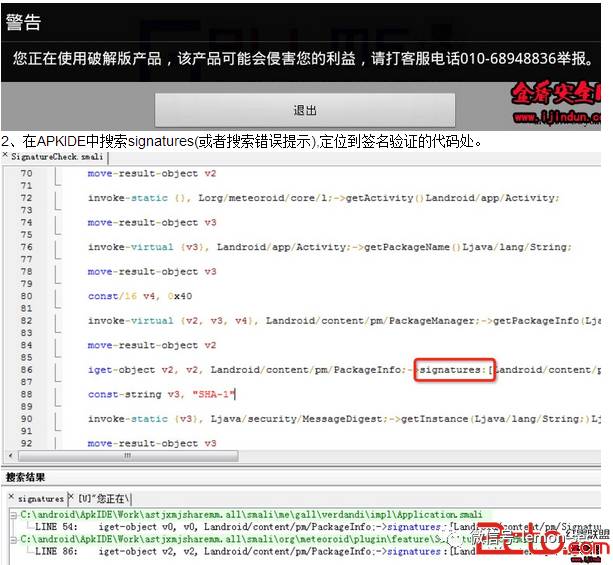 警告
您正在使用破解版产品，该产品可能会侵害您的利益，请打客服电话010-68948836举报。
退出
金盾安全网
www.ijindun.com
2、在APKIDE中搜索signatures(或者搜索错误提示),定位到签名验证的代码处。
SignatureCheck.smali
70 move-result-object v2
71
72 invoke-static {}, Lorg/meteoroid/core/l;->getActivity()Landroid/app/Activity;
73
74 move-result-object v3
75
76 invoke-virtual {v3}, Landroid/app/Activity;->getPackageName()Ljava/lang/String;
77
78 move-result-object v3
79
80 const/16 v4, 0x40
81
82 invoke-virtual {v2, v3, v4}, Landroid/content/pm/PackageManager;->getPackageInfo(Ljav
83
84 move-result-object v2
85
86 iget-object v2, v2, Landroid/content/pm/PackageInfo;->signatures:[Landroid/content/p
87
88 const-string v3, "SHA-1"
89
90 invoke-static {v3}, Ljava/security/MessageDigest;->getInstance(Ljava/lang/String;)Lj
91
92 move-result-object v3
搜索结果
signatures [U]"您正在\
C:\android\ApkIDE\Work\astjxmjsharemm.all\smali\me\gall\verdandi\impl\Application.smali
LINE 54: iget-object v0, v0, Landroid/content/pm/PackageInfo;->signatures:[Landroid/content/pm/Signatur
C:\android\ApkIDE\Work\astjxmjsharemm.all\smali\org\meteoroid\plugin\feature\S
LINE 86: iget-object v2, v2, Landroid/content/pm/PackageInfo;->signatures:[L